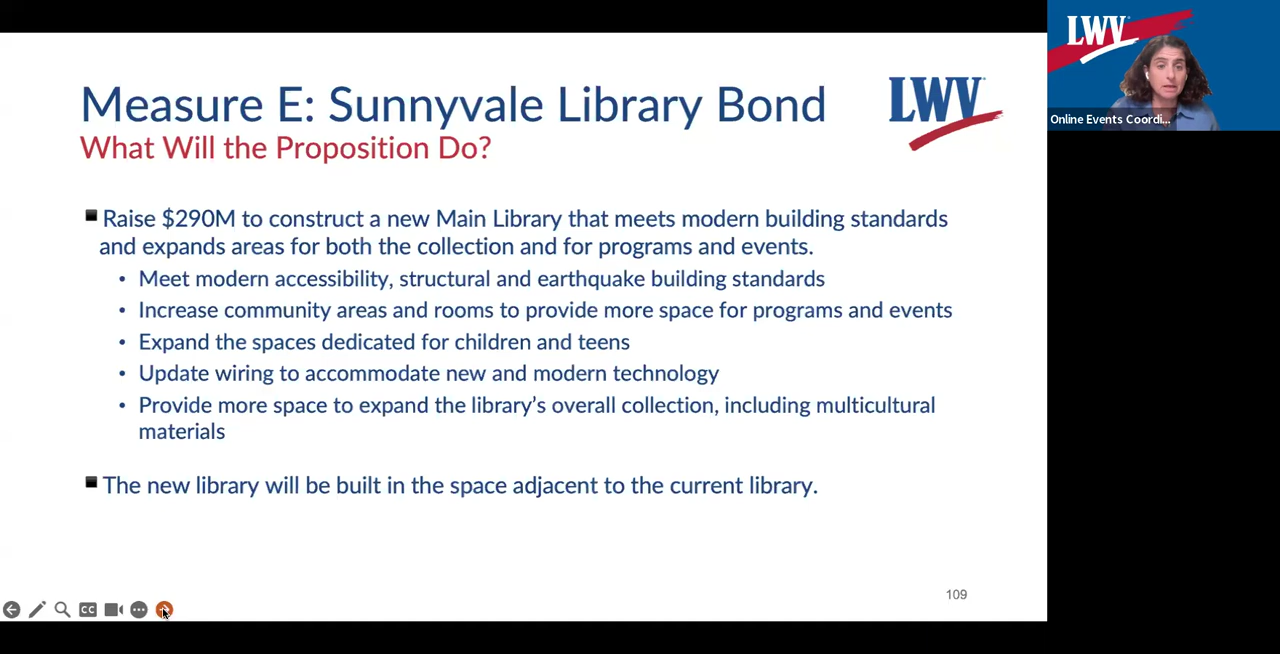 Measure E: Sunnyvale Library Bond
What Will the Proposition Do?
LWV
Raise $290M to construct a new Main Library that meets modern building standards
and expands areas for both the collection and for programs and events.
Meet modern accessibility, structural and earthquake building standards
Increase community areas and rooms to provide more space for programs and events
Expand the spaces dedicated for children and teens
Update wiring to accommodate new and modern technology
Provide more space to expand the library's overall collection, including multicultural
materials
The new library will be built in the space adjacent to the current library.
109
CC
LWV
Online Events Coordi...